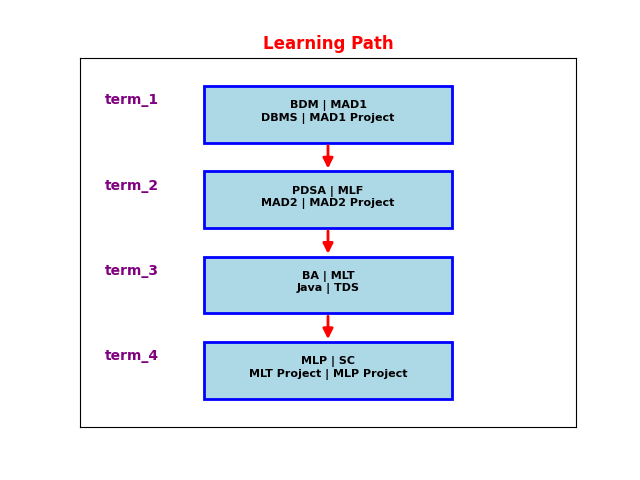 Learning Path
term_1
BDM | MAD1
DBMS | MAD1 Project
term_2
PDSA | MLF
MAD2 | MAD2 Project
term_3
BA | MLT
Java | TDS
term_4
MLP | SC
MLT Project | MLP Project